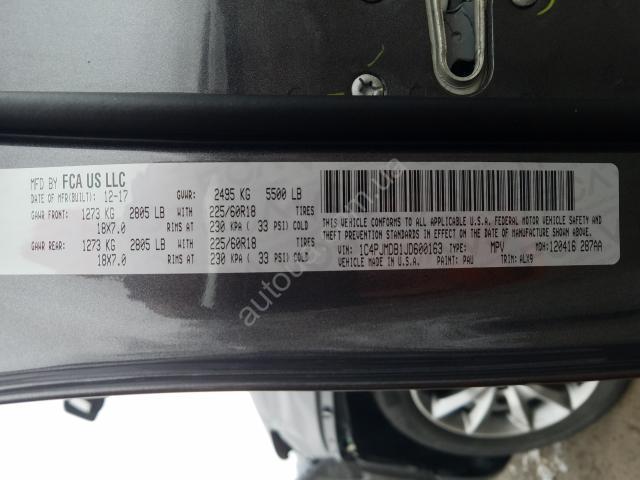 MFD BY FCA US LLC
DATE OF MFR(BUILT): 12-17 GVWR: 2495 KG 5500 LB
GAWR FRONT: 1273 KG 2805 LB WITH 225/60R18 TIRES
18X7.0 RIMS AT 230 KPA ( 33 PSI) COLD
GAWR REAR: 1273 KG 2805 LB WITH 225/60R18 TIRES
18X7.0 RIMS AT 230 KPA ( 33 PSI) COLD
THIS VEHICLE CONFORMS TO ALL APPLICABLE U.S.A. FEDERAL MOTOR VEHICLE SAFETY AND
THEFT PREVENTION STANDARDS IN EFFECT ON THE DATE OF MANUFACTURE SHOWN ABOVE.
VIN: 1C4PJMDB1JD600163 TYPE: MPV MDH: 120416 287AA
VEHICLE MADE IN U.S.A. PAINT: PAU TRIM: ALX9